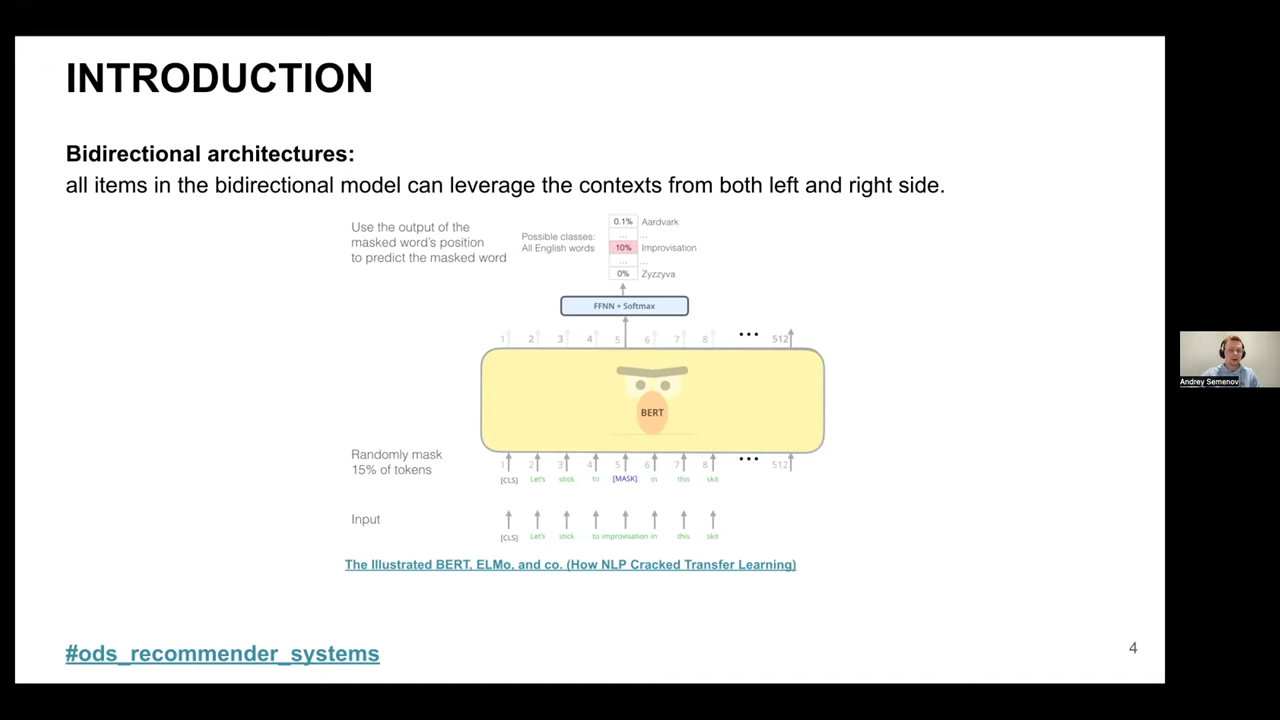 INTRODUCTION
Bidirectional architectures:
all items in the bidirectional model can leverage the contexts from both left and right side.
Use the output of the
masked word's position
to predict the masked word
Possible classes:
All English words
0.1% Aardvark
... ...
10% Improvisation
... ...
0% Zyzzyva
FFNN + Softmax
1 2 3 4 5 6 7 8 ••• 512
BERT
Randomly mask
15% of tokens
1 2 3 4 5 6 7 8 ••• 512
[CLS] Let's stick to [MASK] in this skit
Input
[CLS] Let's stick to improvisation in this skit
The Illustrated BERT, ELMo, and co. (How NLP Cracked Transfer Learning)
#ods_recommender_systems
4
Andrey Semenov